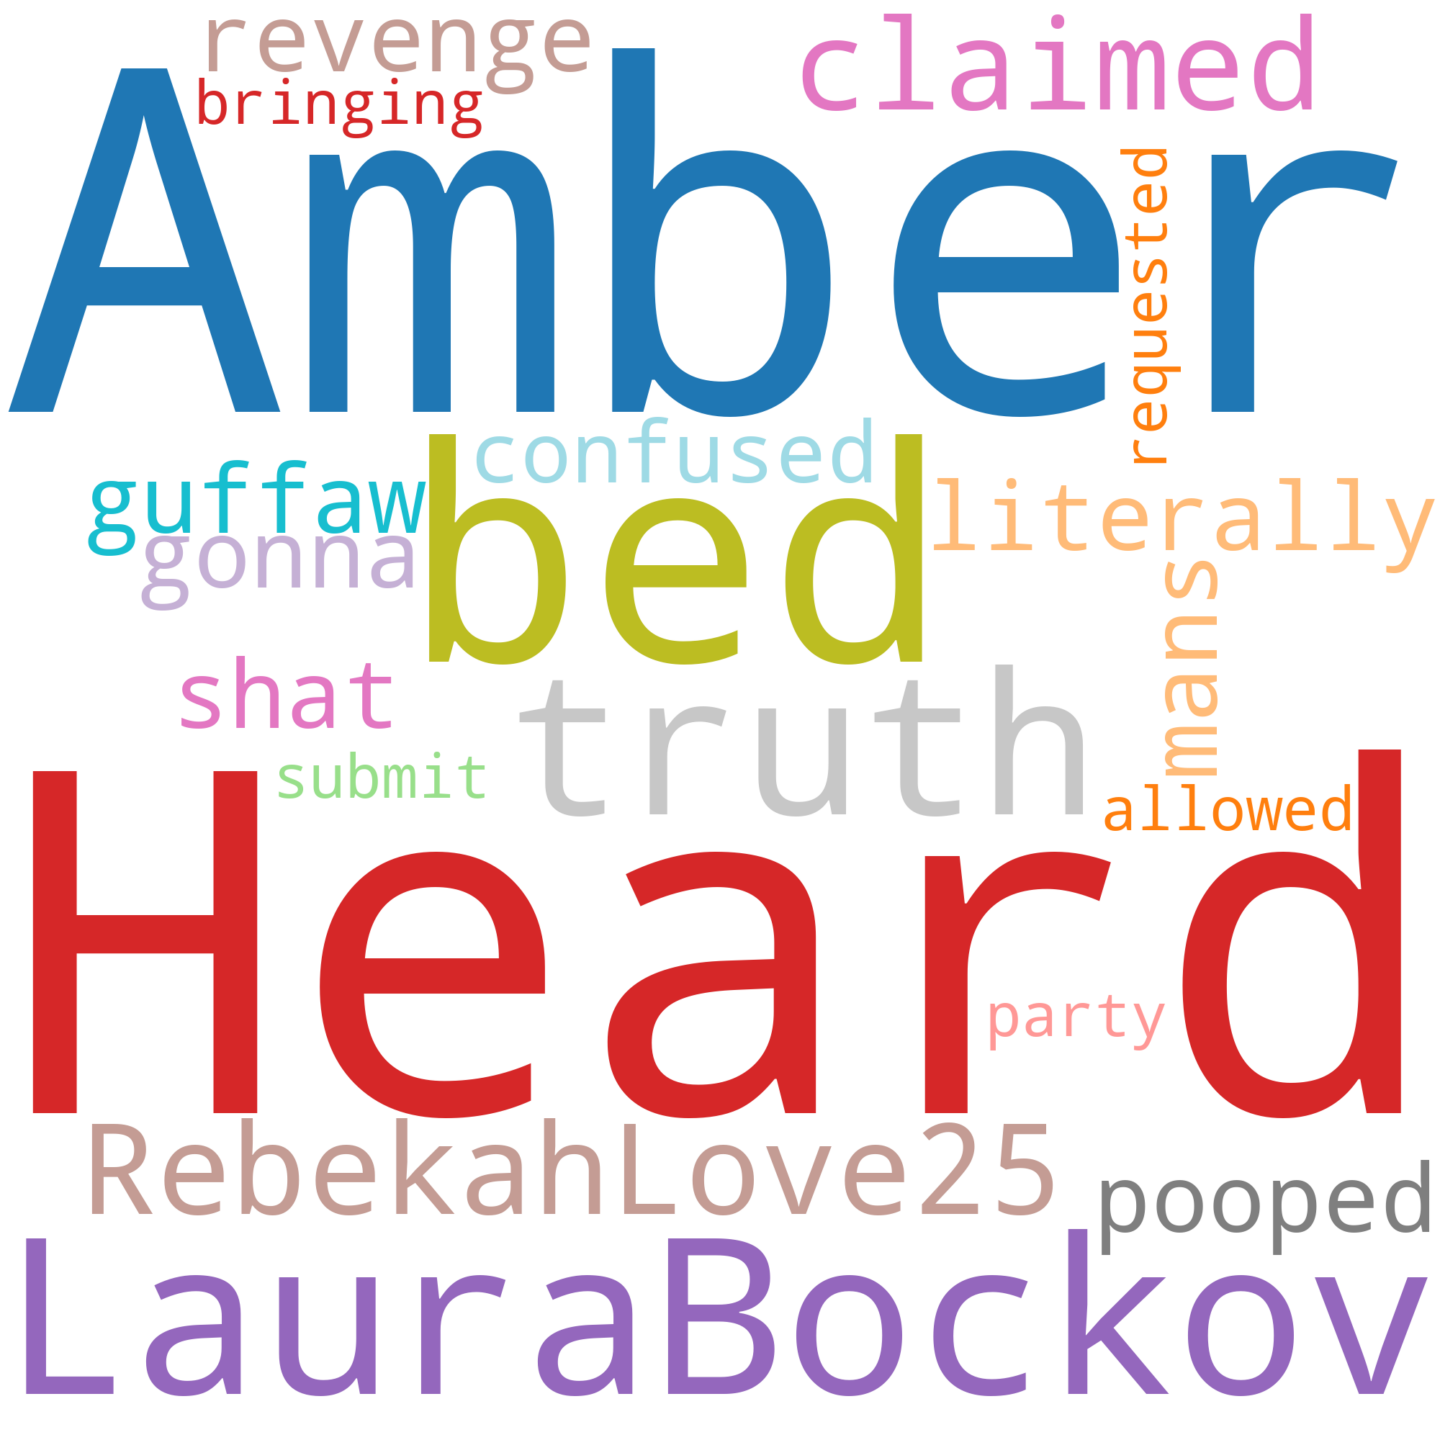 revenge
claimed
bringing
Amber
requested
confused
bed
guffaw
literally
gonna
mans
shat
truth
submit
allowed
Heard
party
RebekahLove25
pooped
LauraBockov